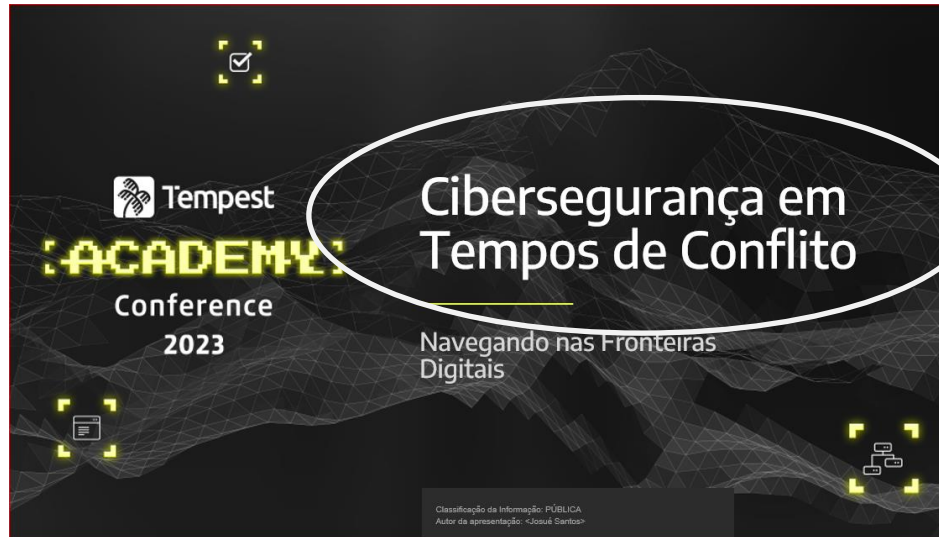 Tempest
ACADEMY
Conference
2023
Cibersegurança em
Tempos de Conflito
Navegando nas Fronteiras
Digitais
Classificação da Informação: PÚBLICA
Autor da apresentação: <Josué Santos>